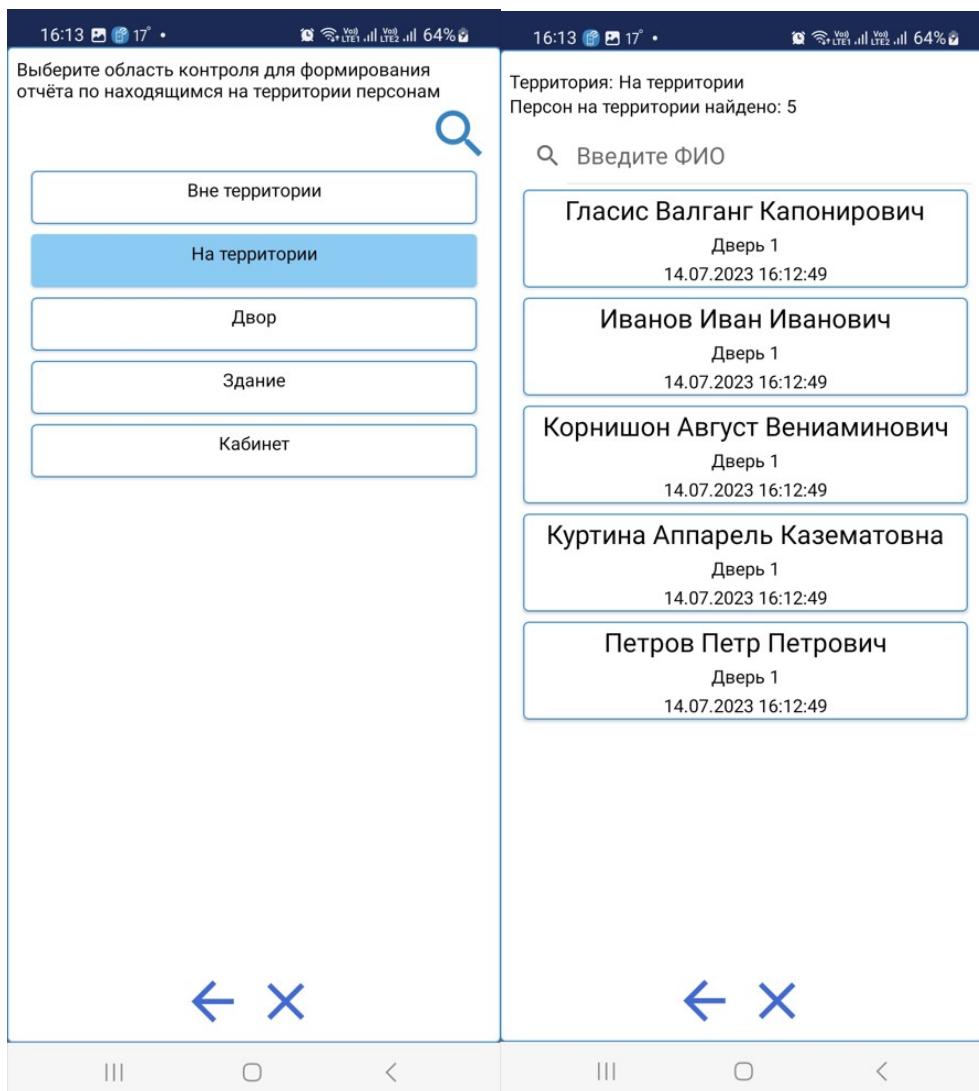 16:13 17° •
64%
Выберите область контроля для формирования
отчёта по находящимся на территории персонам
Вне территории
На территории
Двор
Здание
Кабинет
16:13 17° •
64%
Территория: На территории
Персон на территории найдено: 5
Введите ФИО
Гласис Валганг Капонирович
Дверь 1
14.07.2023 16:12:49
Иванов Иван Иванович
Дверь 1
14.07.2023 16:12:49
Корнишон Август Вениаминович
Дверь 1
14.07.2023 16:12:49
Куртина Аппарель Казематовна
Дверь 1
14.07.2023 16:12:49
Петров Петр Петрович
Дверь 1
14.07.2023 16:12:49